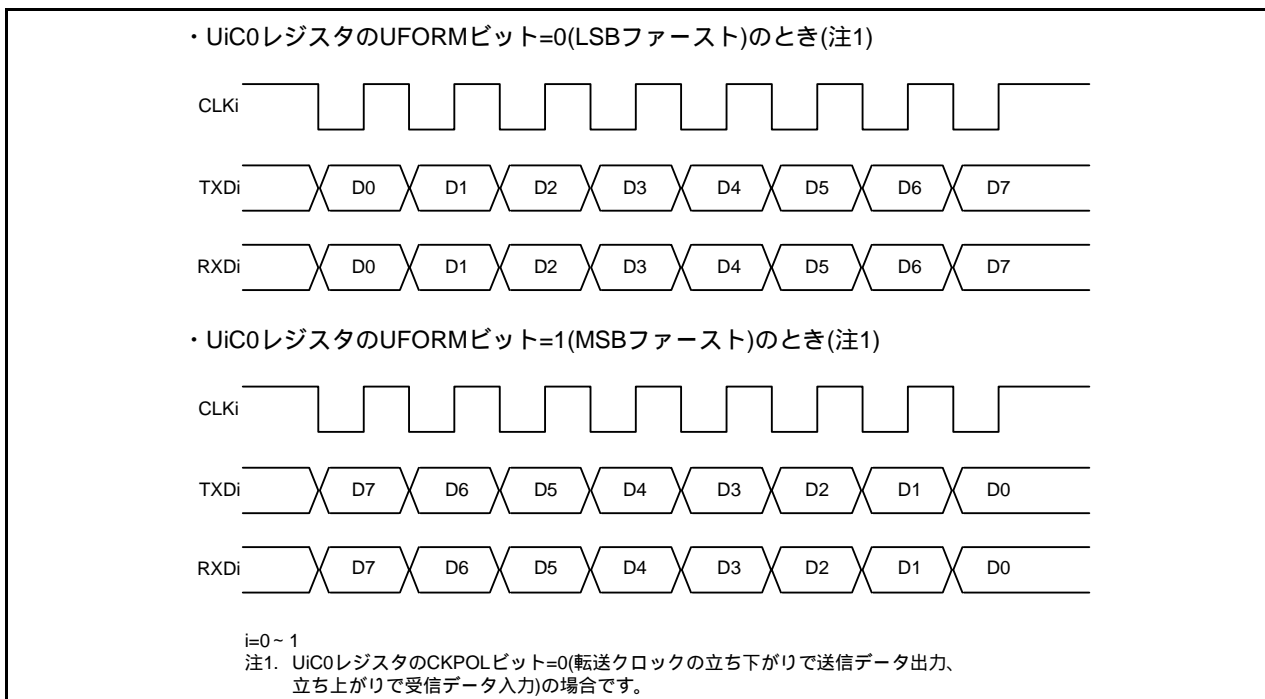 ・UiC0レジスタのUFORMビット=0(LSBファースト)のとき(注1)
CLKi
TXDi D0 D1 D2 D3 D4 D5 D6 D7
RXDi D0 D1 D2 D3 D4 D5 D6 D7
・UiC0レジスタのUFORMビット=1(MSBファースト)のとき(注1)
CLKi
TXDi D7 D6 D5 D4 D3 D2 D1 D0
RXDi D7 D6 D5 D4 D3 D2 D1 D0
i=0~1
注1. UiC0レジスタのCKPOLビット=0(転送クロックの立ち下がりで送信データ出力、
立ち上がりで受信データ入力)の場合です。